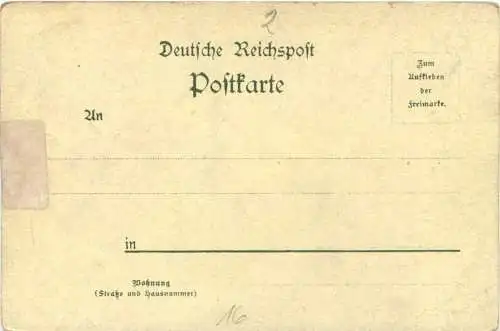 2
Deutſche Reichspoſt
Poſtkarte
Zum
Aufkleben
der
Freimarke.
An
in
Wohnung
(Straße und Hausnummer)
16